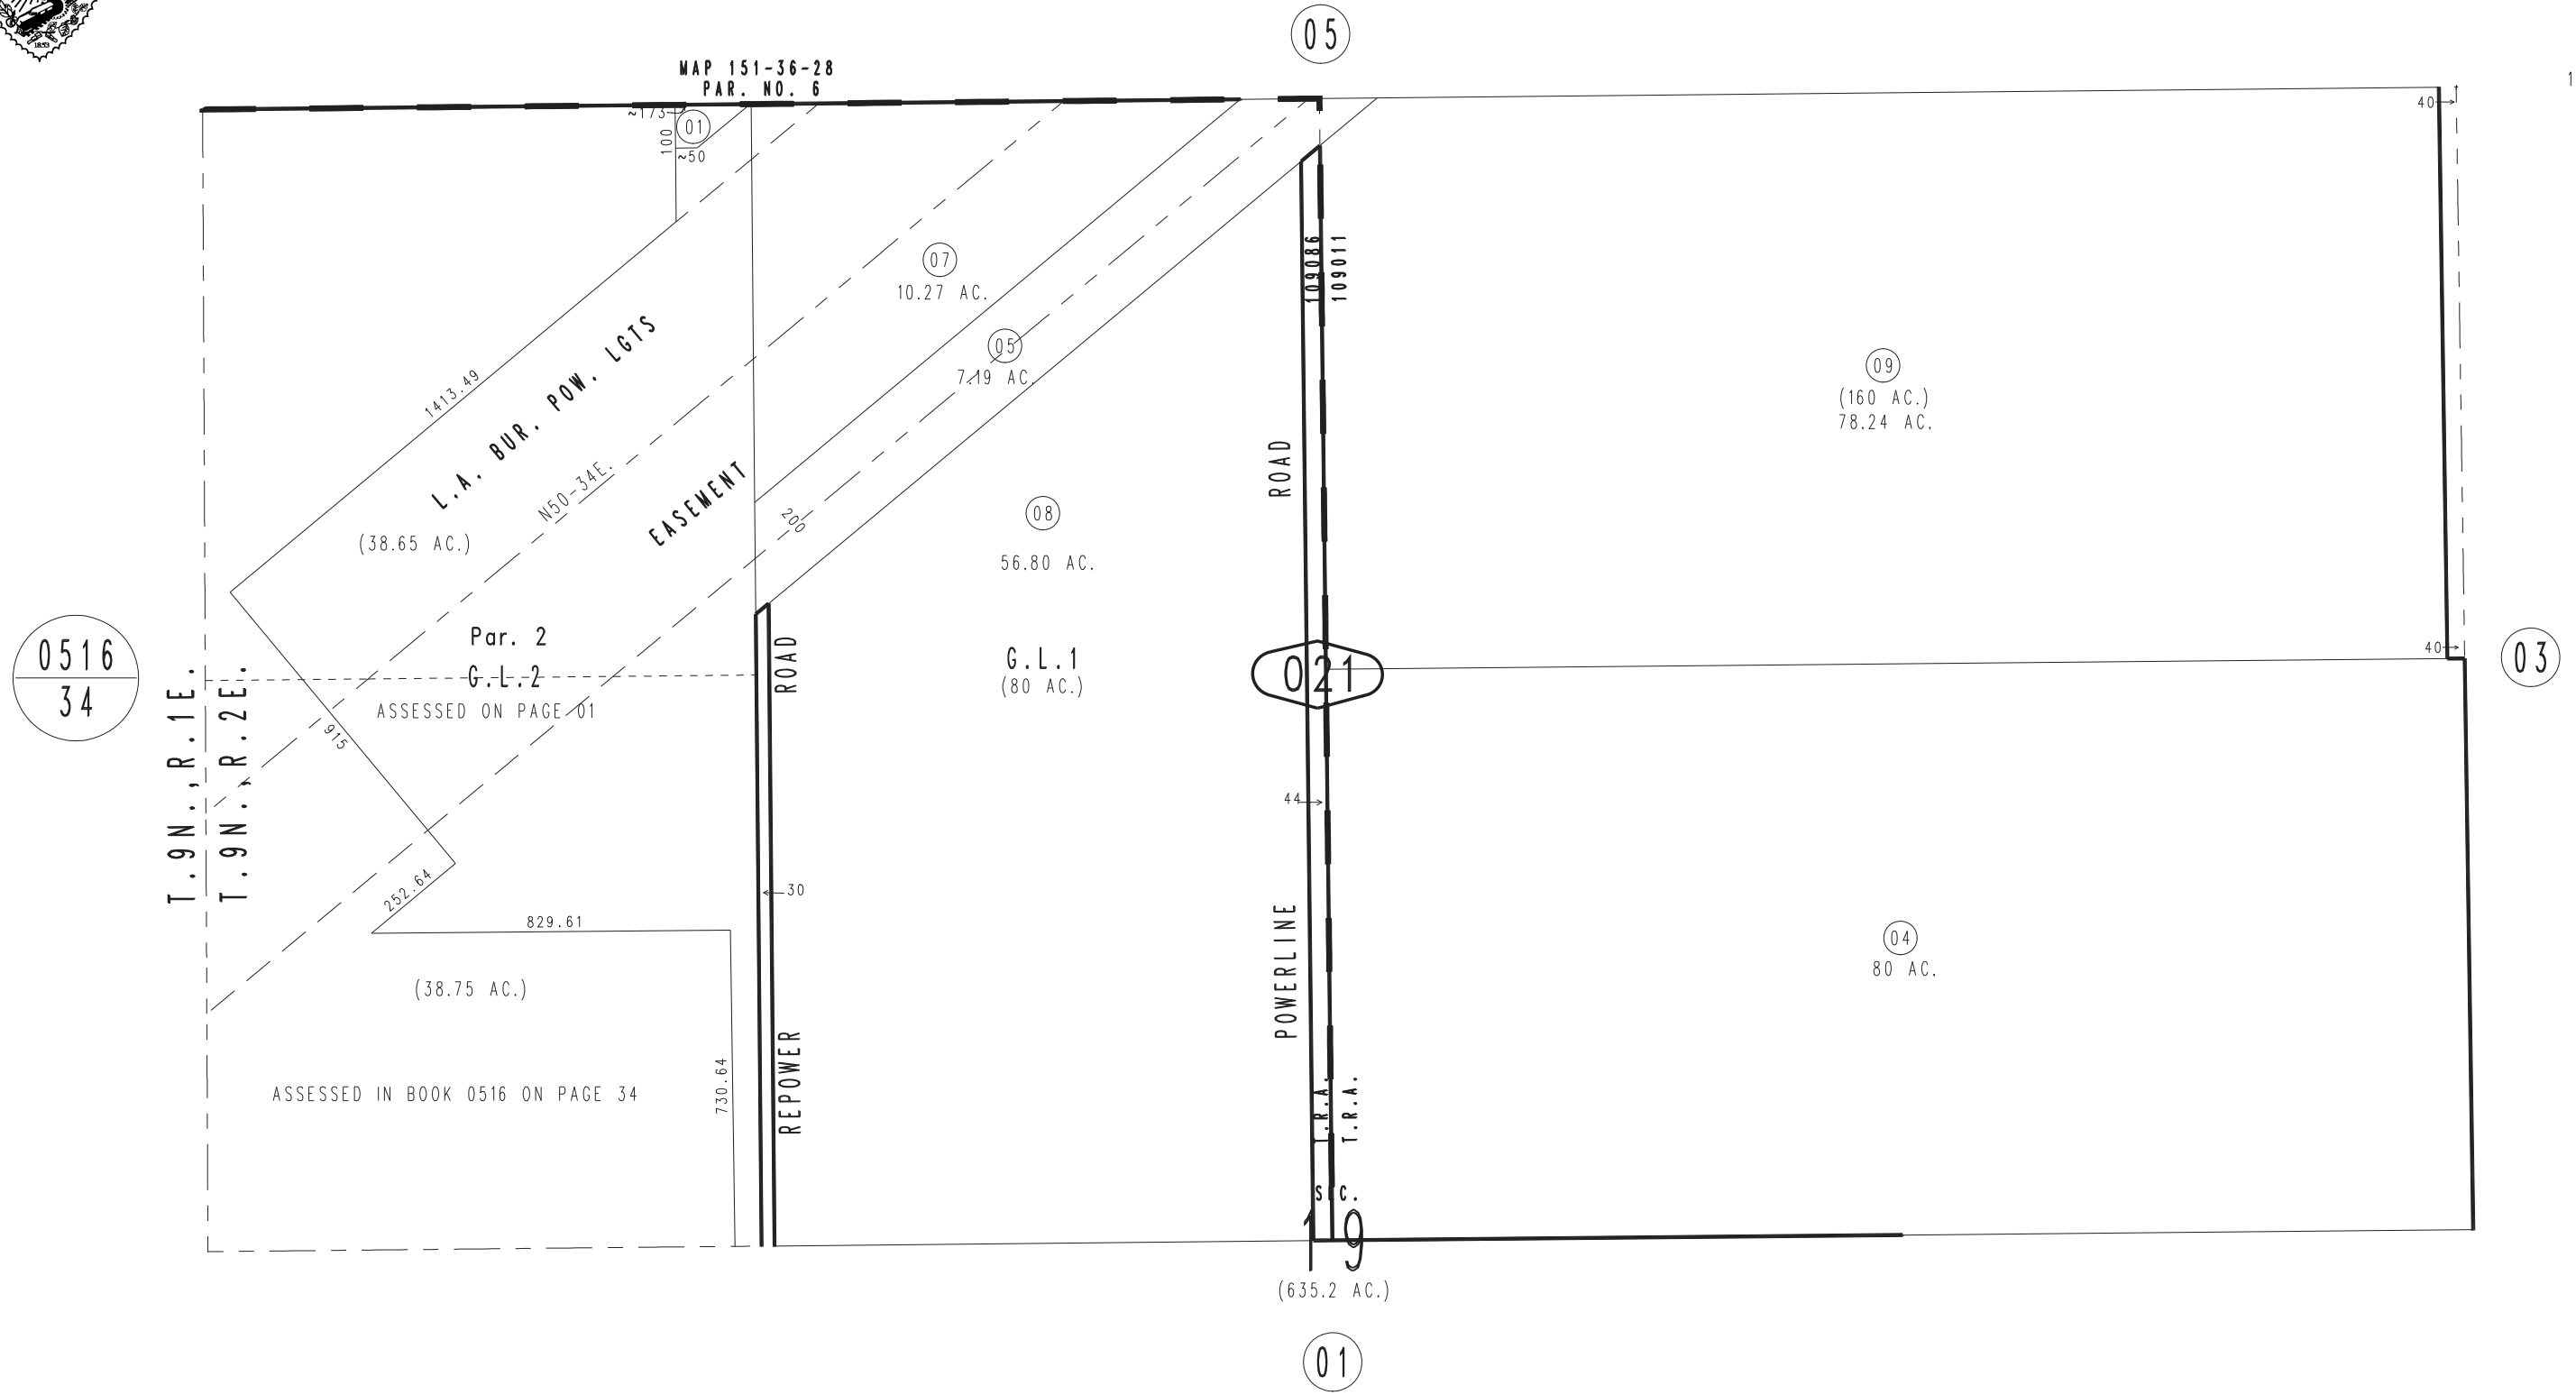 1853
05
MAP 151-36-28
PAR. NO. 6
1
~173
01
100
~50
40
07
10.27 AC.
109086
109011
L.A. BUR. POW. LGTS
EASEMENT
1413.49
N50-34E.
05
7.19 AC.
200
09
(160 AC.)
78.24 AC.
ROAD
08
56.80 AC.
(38.65 AC.)
Par. 2
G.L.2
ASSESSED ON PAGE 01
0516
34
T.9N.,R.1E.
T.9N.,R.2E.
915
ROAD
G.L.1
(80 AC.)
021
40
03
44
30
252.64
829.61
04
80 AC.
POWERLINE
(38.75 AC.)
ASSESSED IN BOOK 0516 ON PAGE 34
730.64
REPOWER
T.R.A.
T.R.A.
SEC.
19
(635.2 AC.)
01